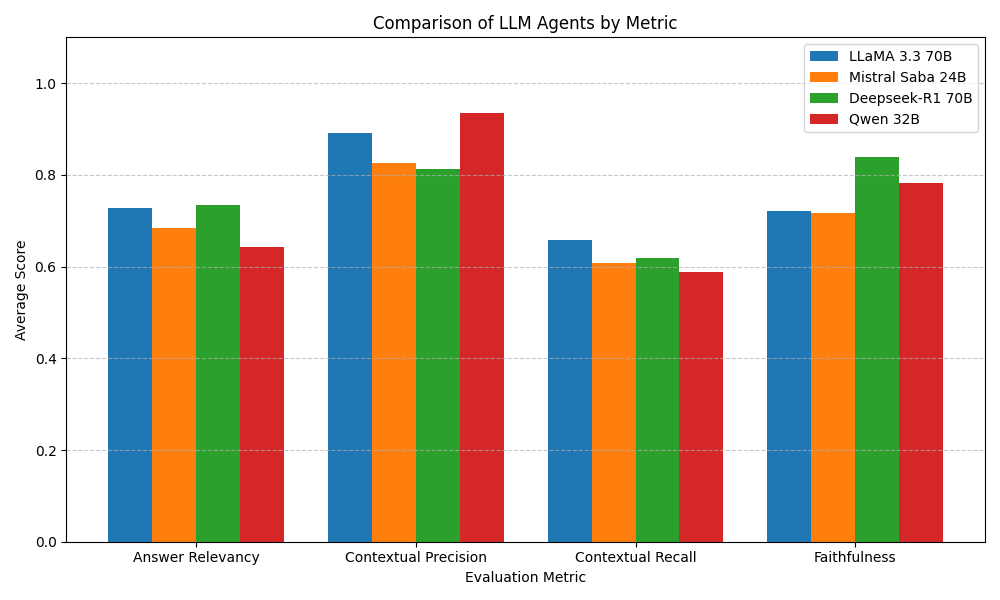 Comparison of LLM Agents by Metric
LLaMA 3.3 70B
Mistral Saba 24B
Deepseek-R1 70B
Qwen 32B
Average Score
1.0
0.8
0.6
0.4
0.2
0.0
Answer Relevancy
Contextual Precision
Contextual Recall
Faithfulness
Evaluation Metric